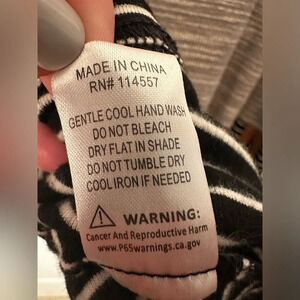 MADE IN CHINA
RN# 114557
GENTLE COOL HAND WASH
DO NOT BLEACH
DRY FLAT IN SHADE
DO NOT TUMBLE DRY
COOL IRON IF NEEDED
WARNING:
Cancer And Reproductive Harm
www.P65warnings.ca.gov